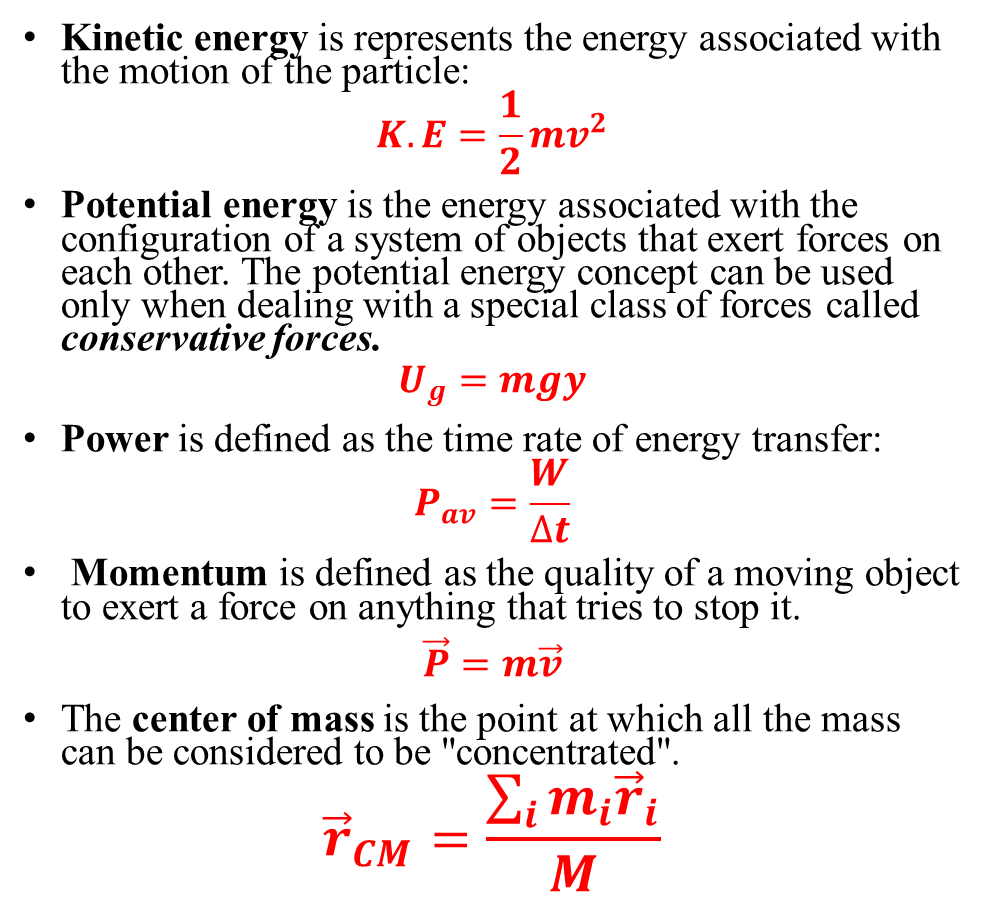 • Kinetic energy is represents the energy associated with
the motion of the particle:
K.E = 1/2 mv²
• Potential energy is the energy associated with the
configuration of a system of objects that exert forces on
each other. The potential energy concept can be used
only when dealing with a special class of forces called
conservative forces.
U_g = mgy
• Power is defined as the time rate of energy transfer:
P_av = W/Δt
• Momentum is defined as the quality of a moving object
to exert a force on anything that tries to stop it.
P⃗ = mv⃗
• The center of mass is the point at which all the mass
can be considered to be "concentrated".
r⃗_CM = ∑_i m_i r⃗_i / M